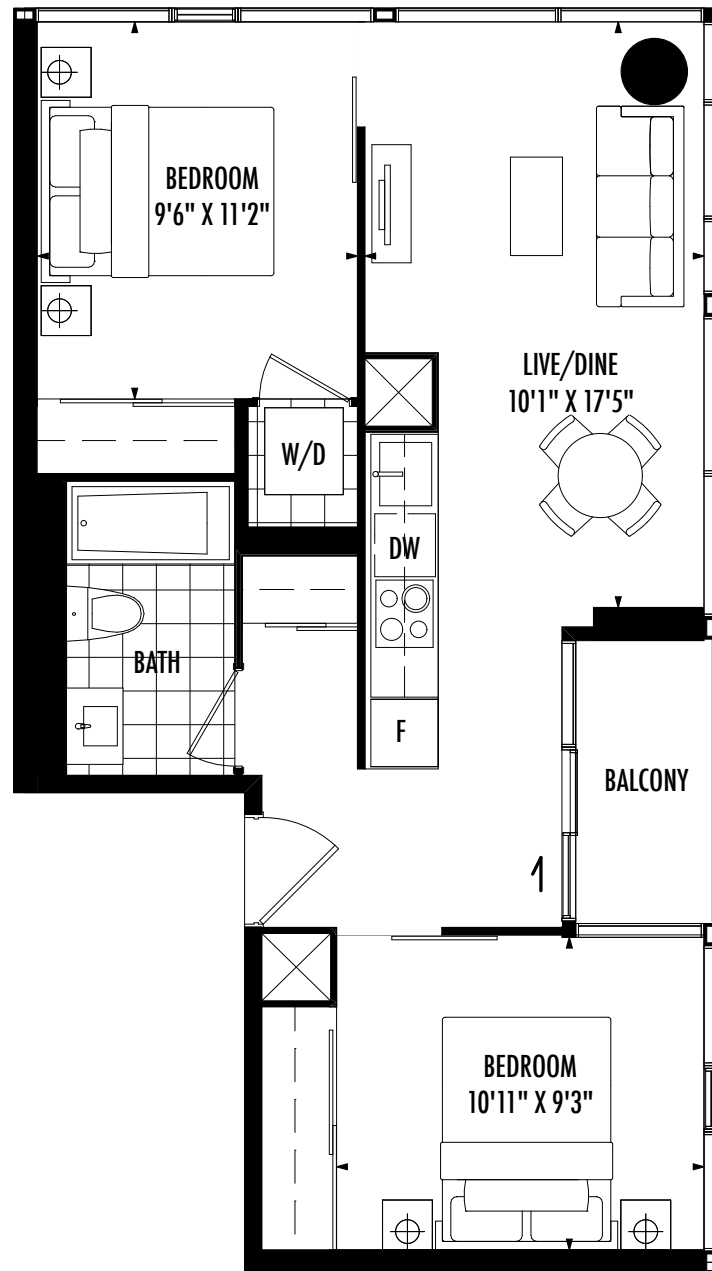 BEDROOM
9'6" X 11'2"
LIVE/DINE
10'1" X 17'5"
W/D
DW
BATH
F
BALCONY
1
BEDROOM
10'11" X 9'3"